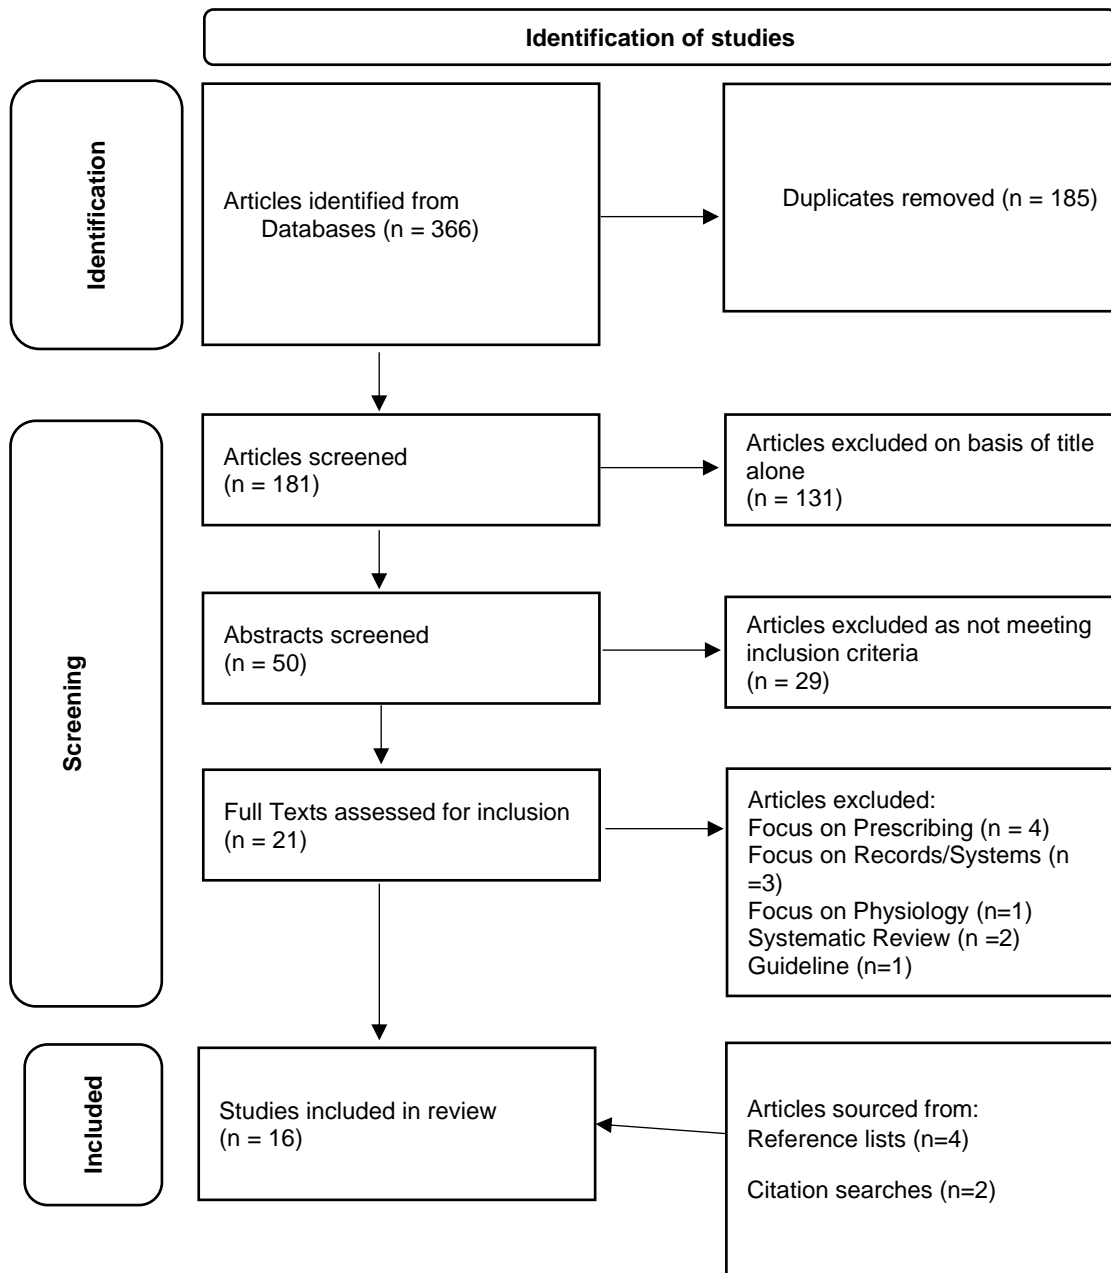 Identification of studies
Identification
Articles identified from
Databases (n = 366)
Duplicates removed (n = 185)
Screening
Articles screened
(n = 181)
Articles excluded on basis of title
alone
(n = 131)
Abstracts screened
(n = 50)
Articles excluded as not meeting
inclusion criteria
(n = 29)
Full Texts assessed for inclusion
(n = 21)
Articles excluded:
Focus on Prescribing (n = 4)
Focus on Records/Systems (n
=3)
Focus on Physiology (n=1)
Systematic Review (n =2)
Guideline (n=1)
Included
Studies included in review
(n = 16)
Articles sourced from:
Reference lists (n=4)
Citation searches (n=2)